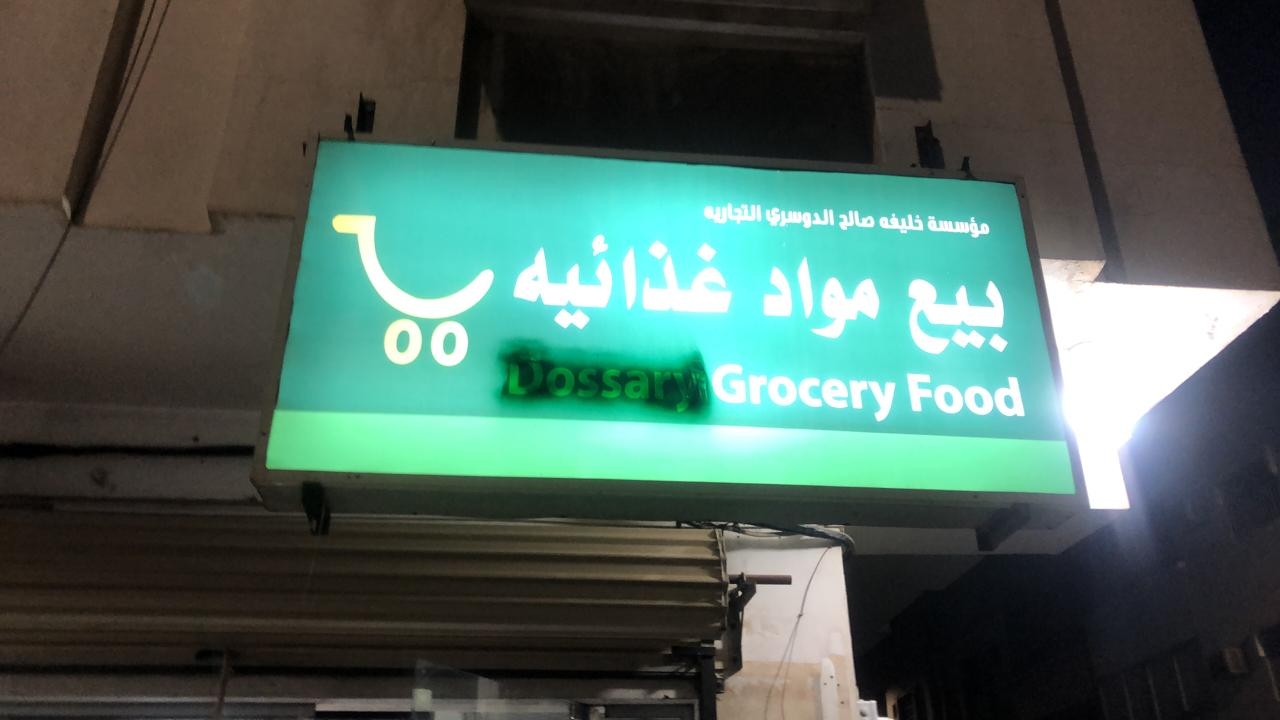 مؤسسة خليفه صالح الدوسري التجاريه
بيع مواد غذائيه
Dossary Grocery Food